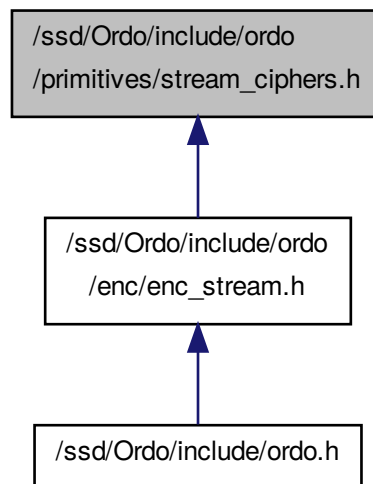 /ssd/Ordo/include/ordo
/primitives/stream_ciphers.h
/ssd/Ordo/include/ordo
/enc/enc_stream.h
/ssd/Ordo/include/ordo.h